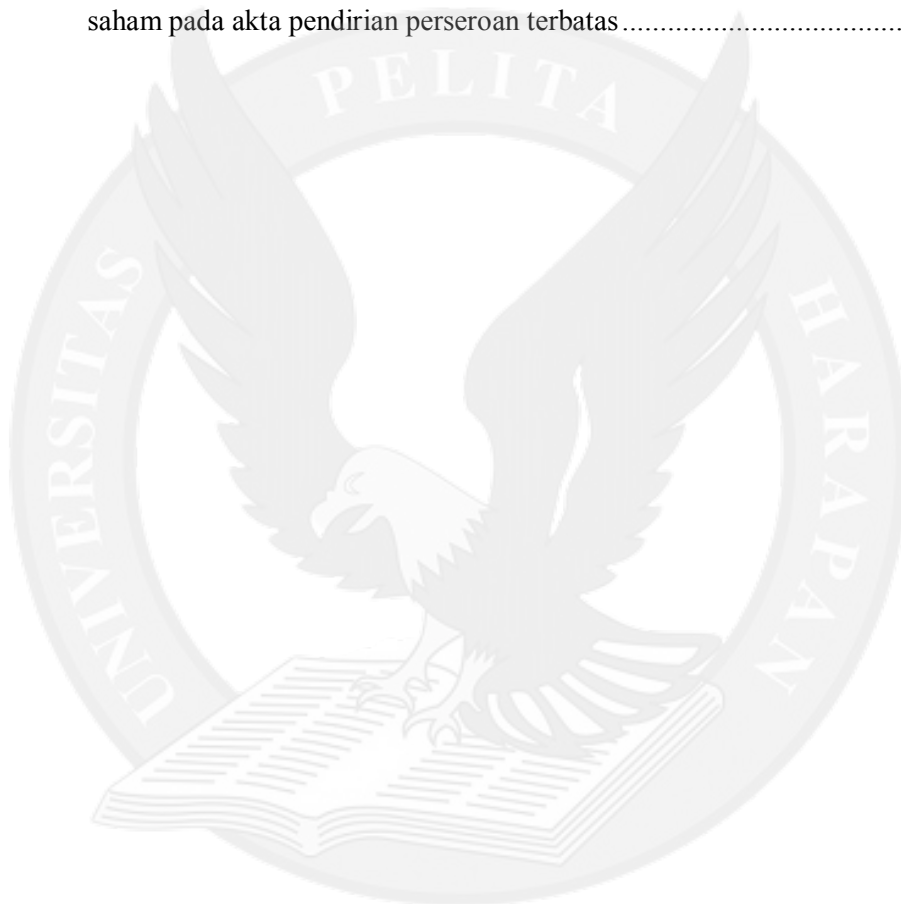 saham pada akta pendirian perseroan terbatas....................................
PELITA
UNIVERSITAS
HARAPAN